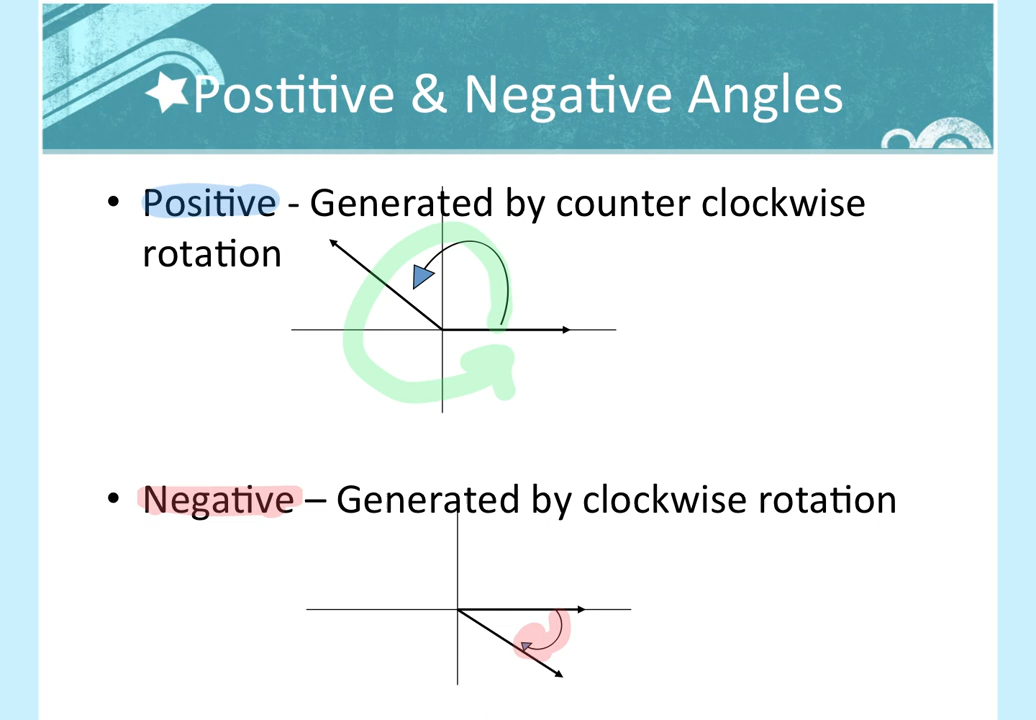 Postitive & Negative Angles
• Positive - Generated by counter clockwise
rotation
• Negative – Generated by clockwise rotation